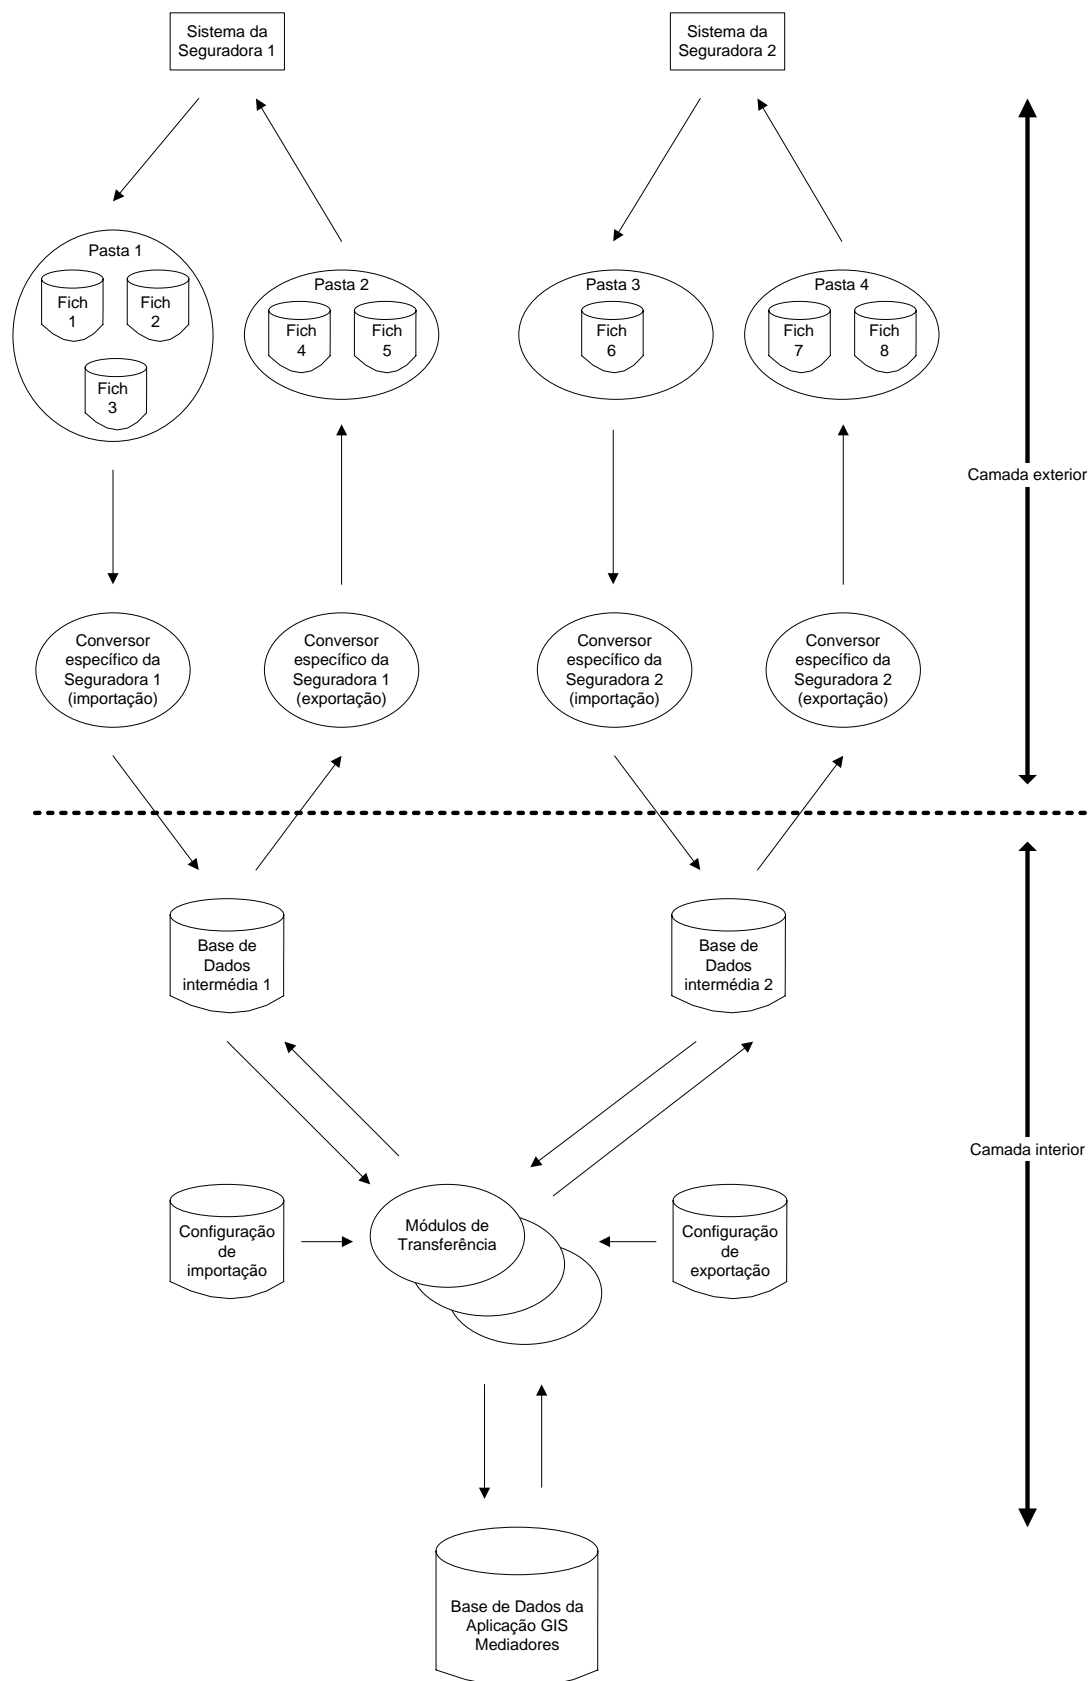 Sistema da
Seguradora 1
Sistema da
Seguradora 2
Pasta 1
Fich
1
Fich
2
Fich
3
Pasta 2
Fich
4
Fich
5
Pasta 3
Fich
6
Pasta 4
Fich
7
Fich
8
Camada exterior
Conversor
específico da
Seguradora 1
(importação)
Conversor
específico da
Seguradora 1
(exportação)
Conversor
específico da
Seguradora 2
(importação)
Conversor
específico da
Seguradora 2
(exportação)
Base de
Dados
intermédia 1
Base de
Dados
intermédia 2
Camada interior
Configuração
de
importação
Módulos de
Transferência
Configuração
de
exportação
Base de Dados da
Aplicação GIS
Mediadores